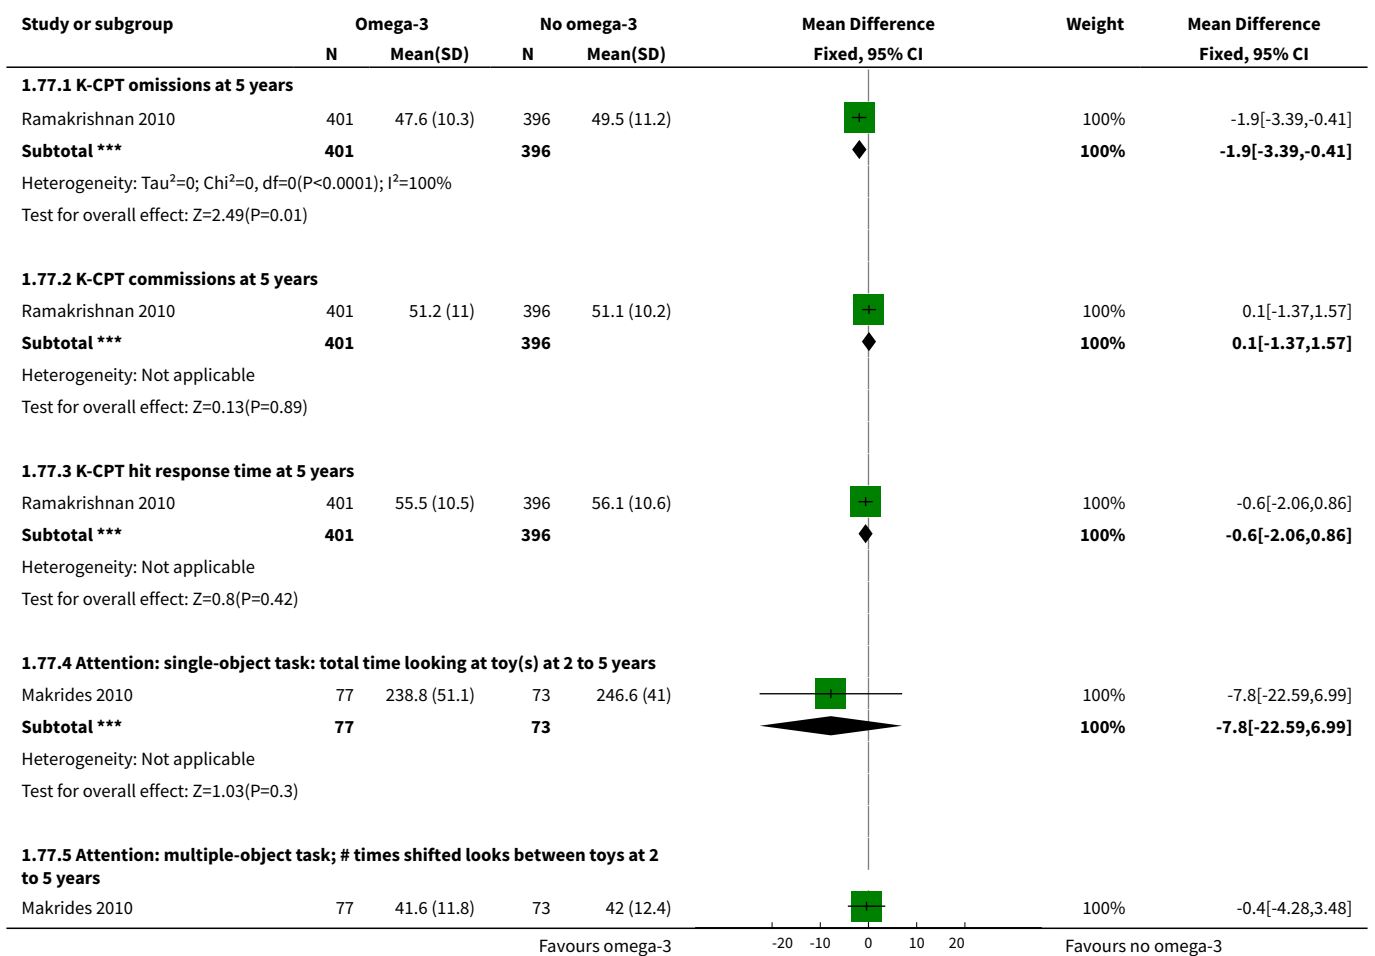 Study or subgroup Omega-3 No omega-3 Mean Difference Weight Mean Difference
N Mean(SD) N Mean(SD) Fixed, 95% CI Fixed, 95% CI
1.77.1 K-CPT omissions at 5 years
Ramakrishnan 2010 401 47.6 (10.3) 396 49.5 (11.2) 100% -1.9[-3.39,-0.41]
Subtotal *** 401 396 100% -1.9[-3.39,-0.41]
Heterogeneity: Tau²=0; Chi²=0, df=0(P<0.0001); I²=100%
Test for overall effect: Z=2.49(P=0.01)
1.77.2 K-CPT commissions at 5 years
Ramakrishnan 2010 401 51.2 (11) 396 51.1 (10.2) 100% 0.1[-1.37,1.57]
Subtotal *** 401 396 100% 0.1[-1.37,1.57]
Heterogeneity: Not applicable
Test for overall effect: Z=0.13(P=0.89)
1.77.3 K-CPT hit response time at 5 years
Ramakrishnan 2010 401 55.5 (10.5) 396 56.1 (10.6) 100% -0.6[-2.06,0.86]
Subtotal *** 401 396 100% -0.6[-2.06,0.86]
Heterogeneity: Not applicable
Test for overall effect: Z=0.8(P=0.42)
1.77.4 Attention: single-object task: total time looking at toy(s) at 2 to 5 years
Makrides 2010 77 238.8 (51.1) 73 246.6 (41) 100% -7.8[-22.59,6.99]
Subtotal *** 77 73 100% -7.8[-22.59,6.99]
Heterogeneity: Not applicable
Test for overall effect: Z=1.03(P=0.3)
1.77.5 Attention: multiple-object task; # times shifted looks between toys at 2
to 5 years
Makrides 2010 77 41.6 (11.8) 73 42 (12.4) 100% -0.4[-4.28,3.48]
Favours omega-3 -20 -10 0 10 20 Favours no omega-3